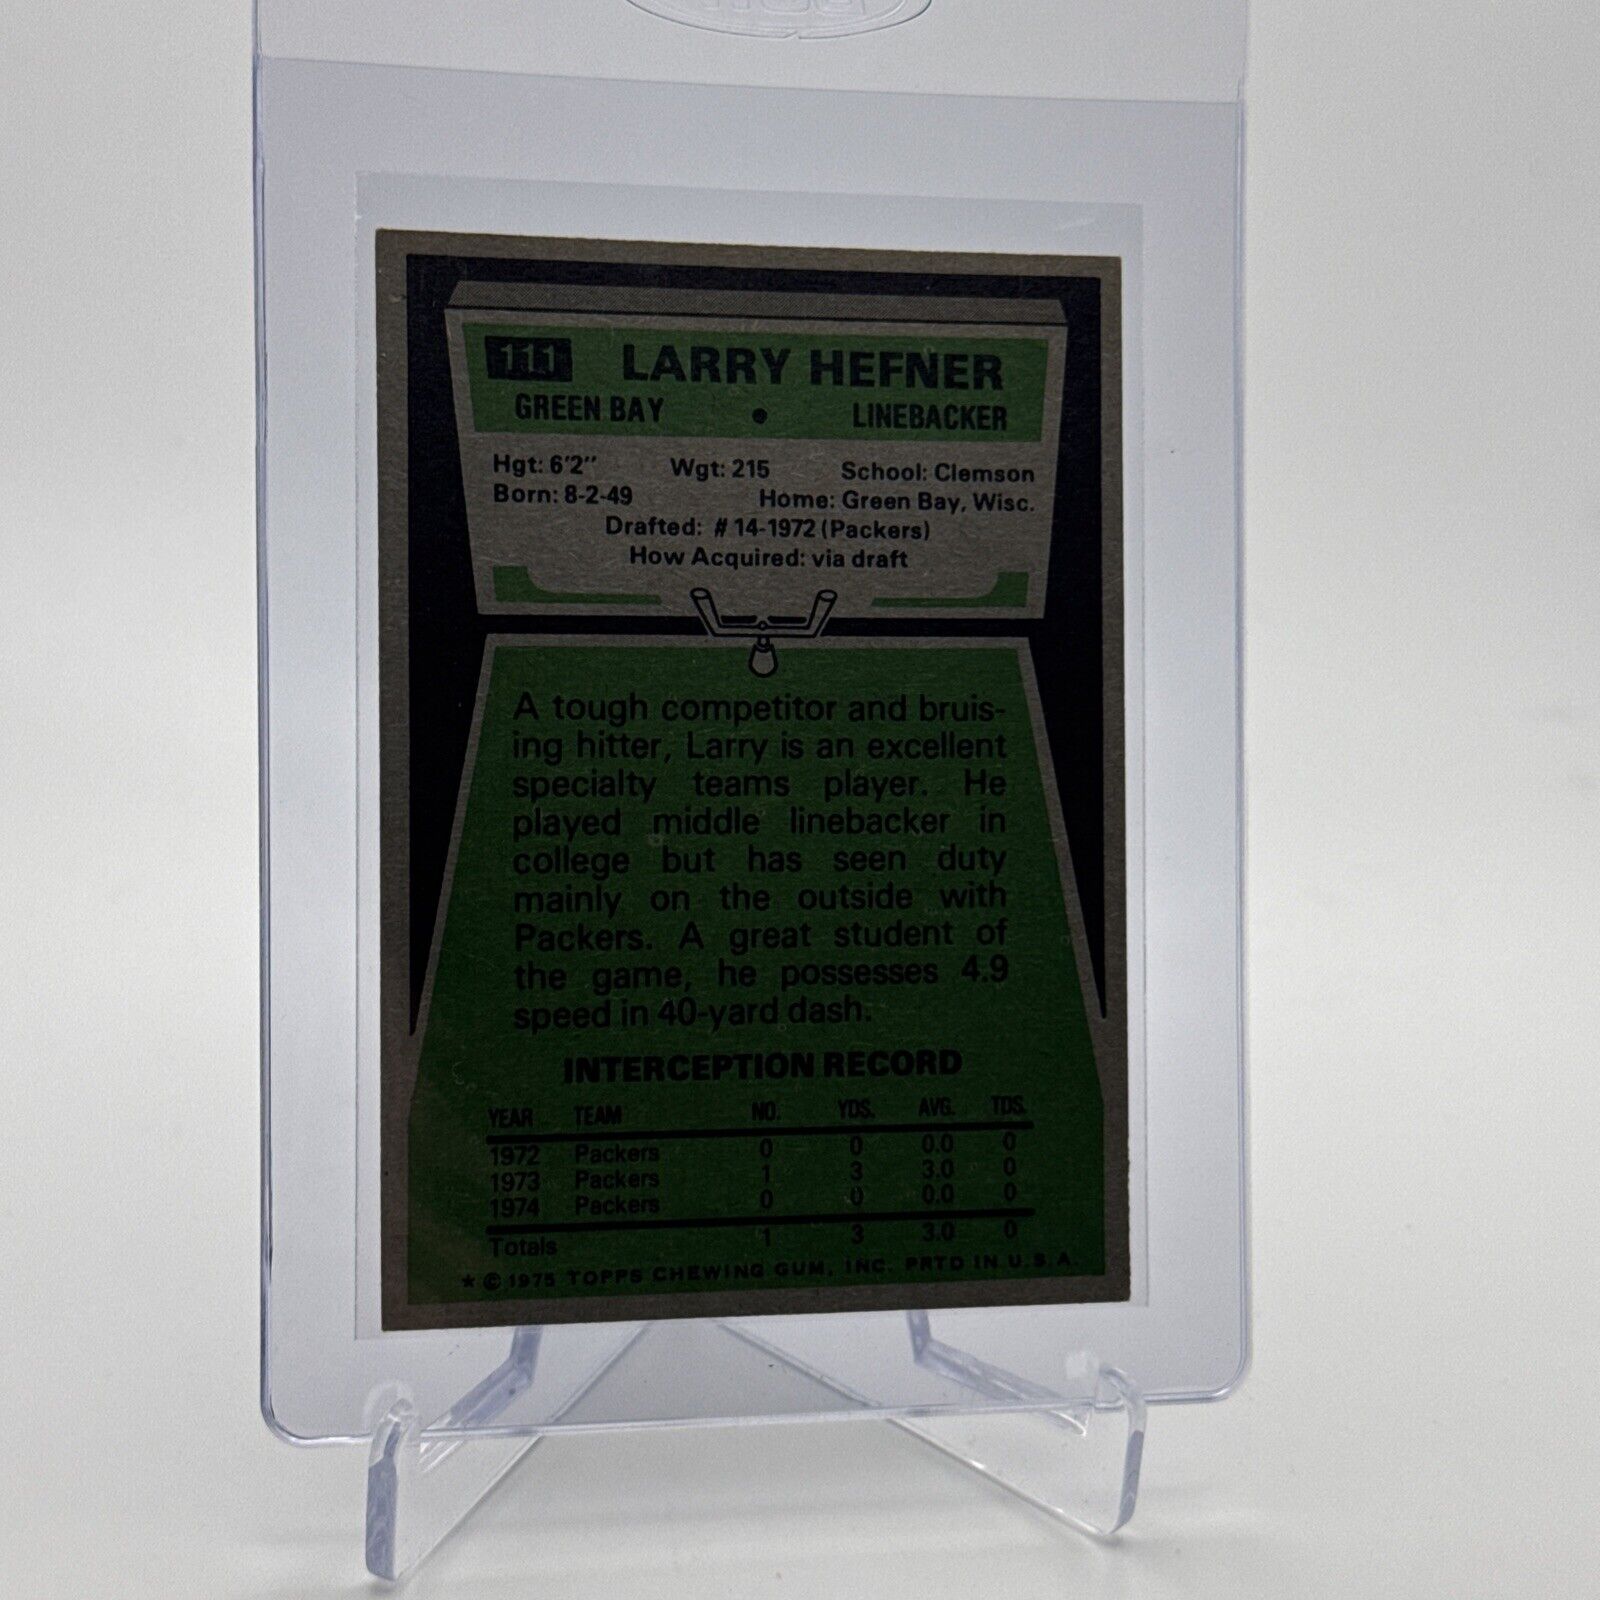 111 LARRY HEFNER
GREEN BAY • LINEBACKER
Hgt: 6'2" Wgt: 215 School: Clemson
Born: 8-2-49 Home: Green Bay, Wisc.
Drafted: # 14-1972 (Packers)
How Acquired: via draft
A tough competitor and bruis-
ing hitter, Larry is an excellent
specialty teams player. He
played middle linebacker in
college but has seen duty
mainly on the outside with
Packers. A great student of
the game, he possesses 4.9
speed in 40-yard dash.
INTERCEPTION RECORD
YEAR TEAM NO. YDS. AVG. TDS.
1972 Packers 0 0 0.0 0
1973 Packers 1 3 3.0 0
1974 Packers 0 0 0.0 0
Totals 1 3 3.0 0
* © 1975 TOPPS CHEWING GUM, INC. PRTD IN U.S.A.